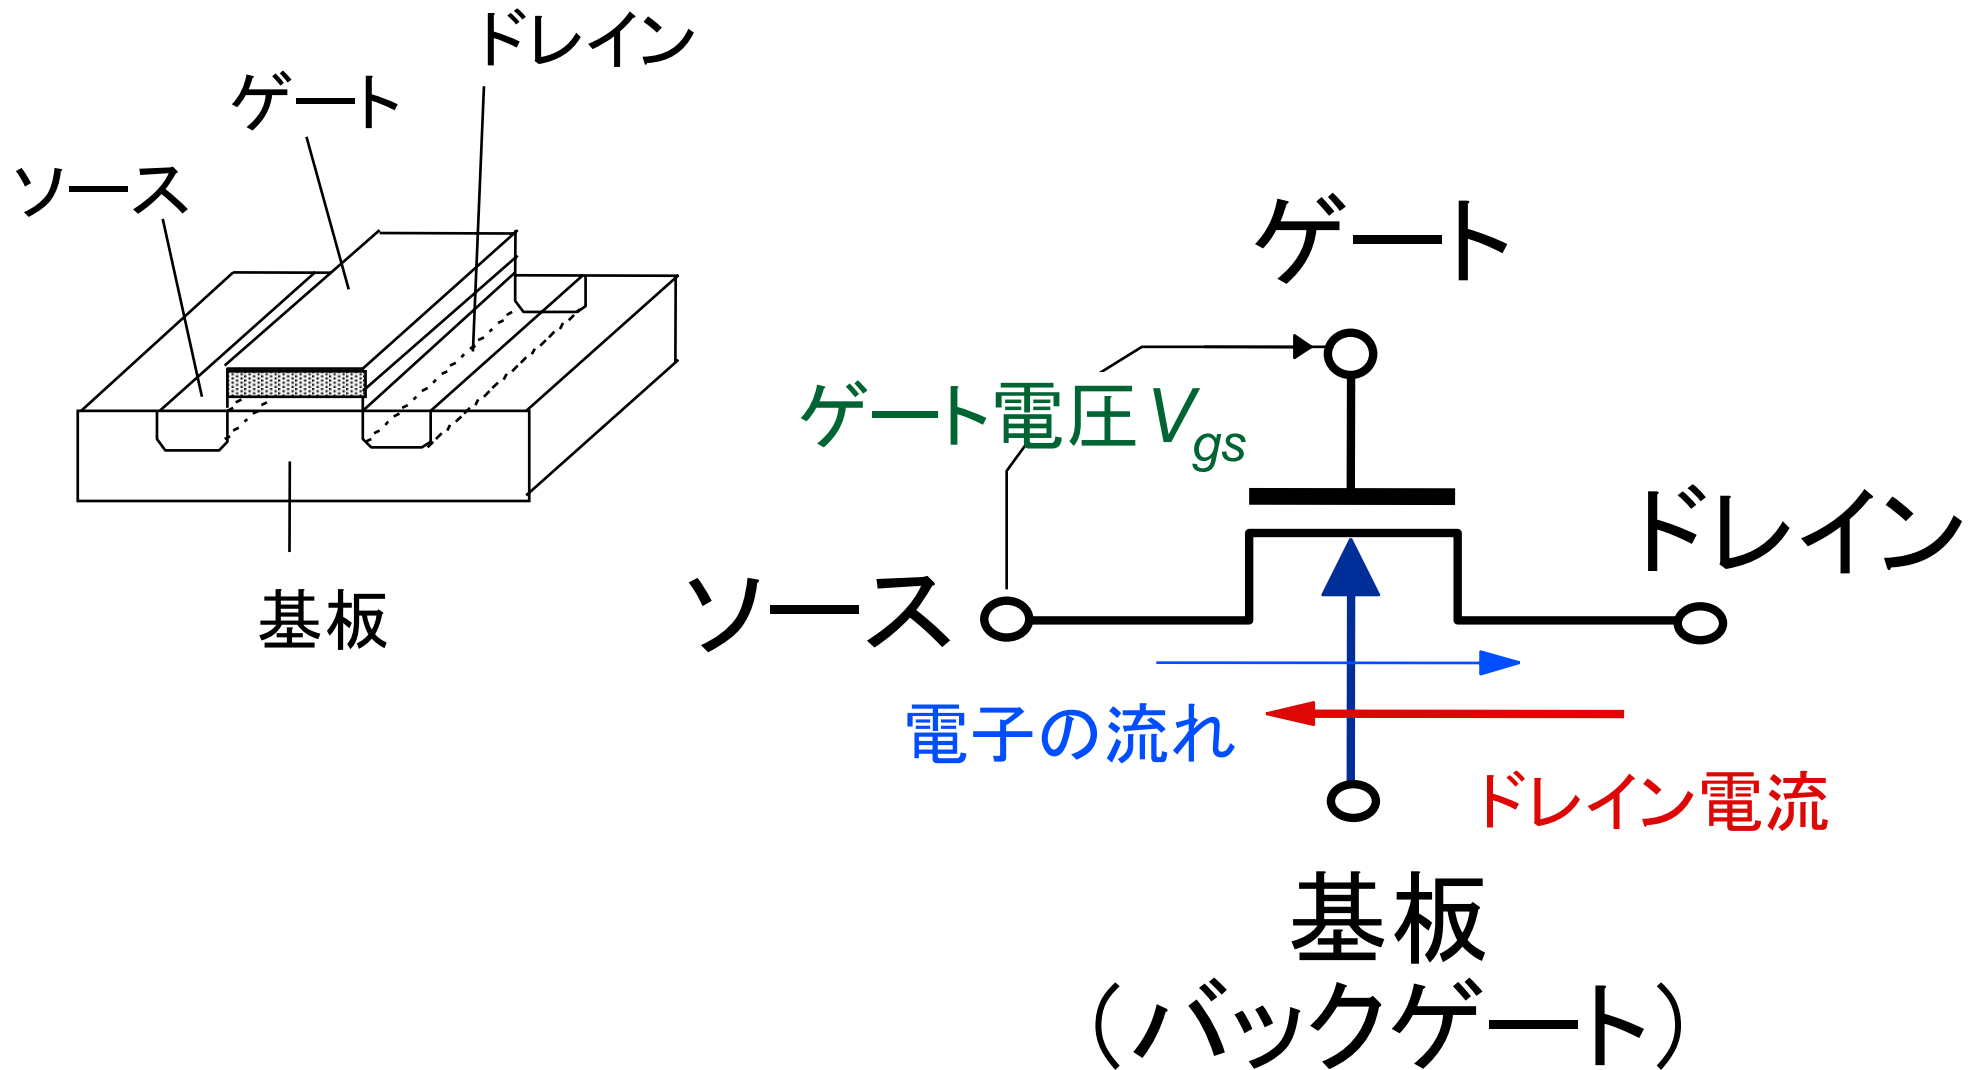 ドレイン
ゲート
ソース
基板
ゲート
ゲート電圧 Vgs
ドレイン
ソース
電子の流れ
ドレイン電流
基板
（バックゲート）